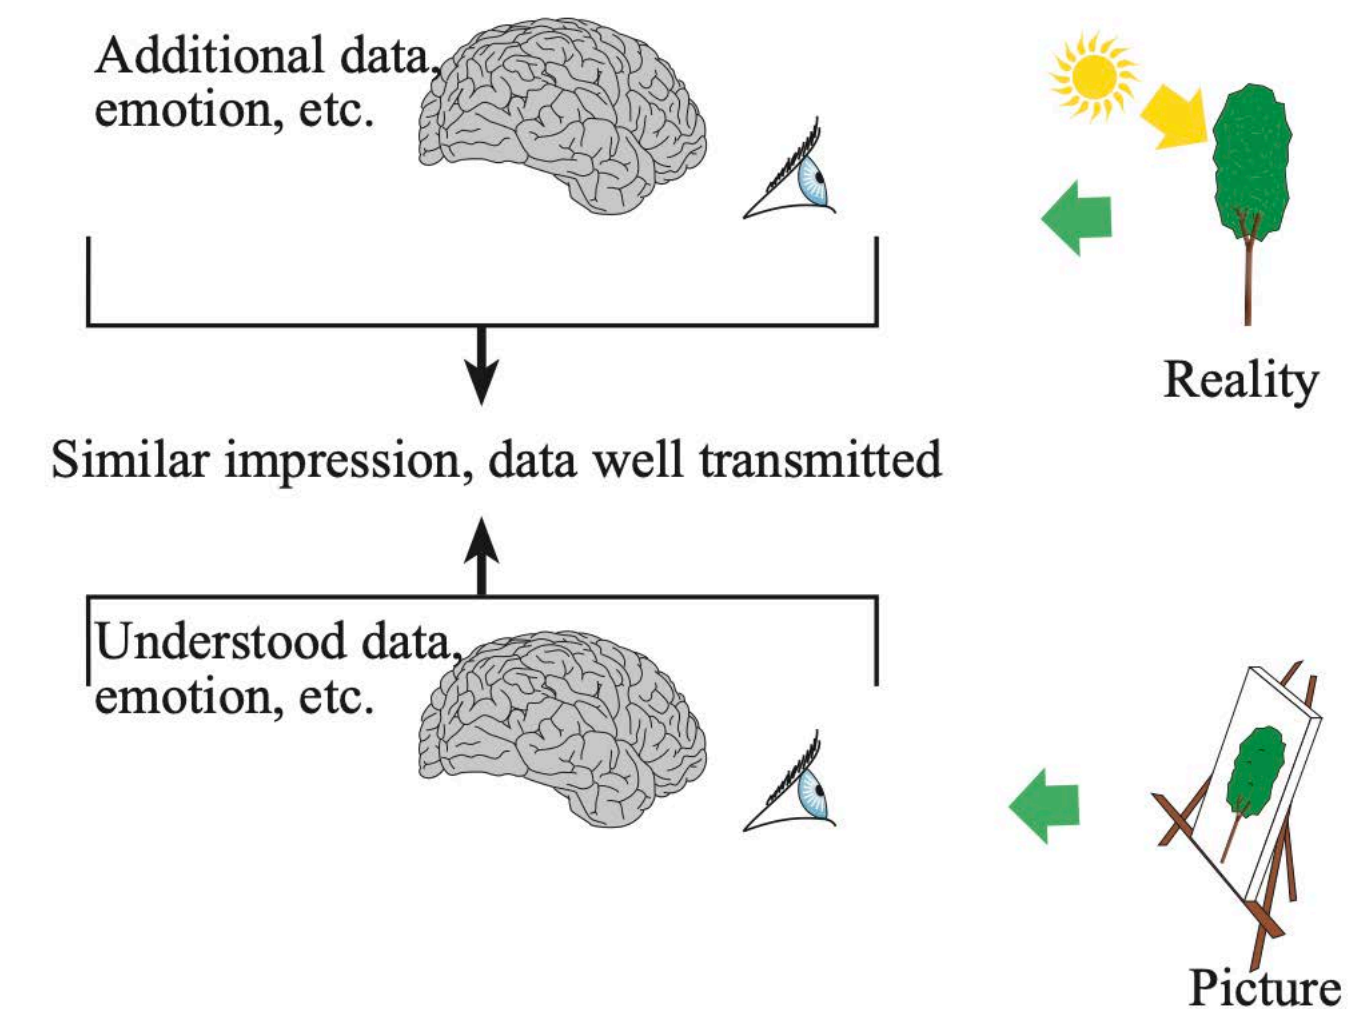 Additional data,
emotion, etc.
Reality
Similar impression, data well transmitted
Understood data,
emotion, etc.
Picture